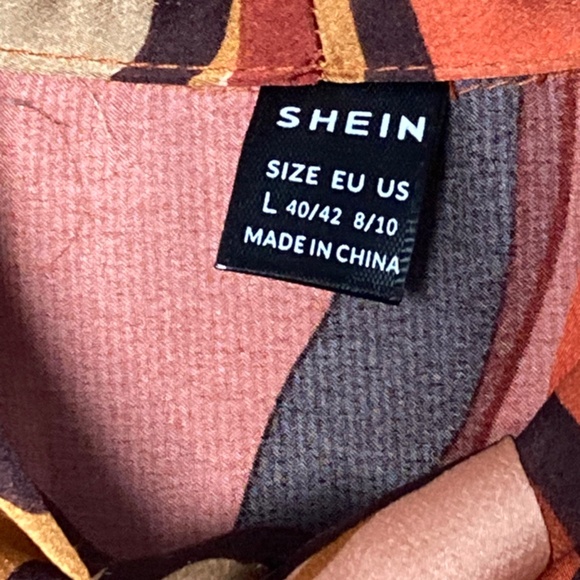 SHEIN
SIZE EU US
L 40/42 8/10
MADE IN CHINA